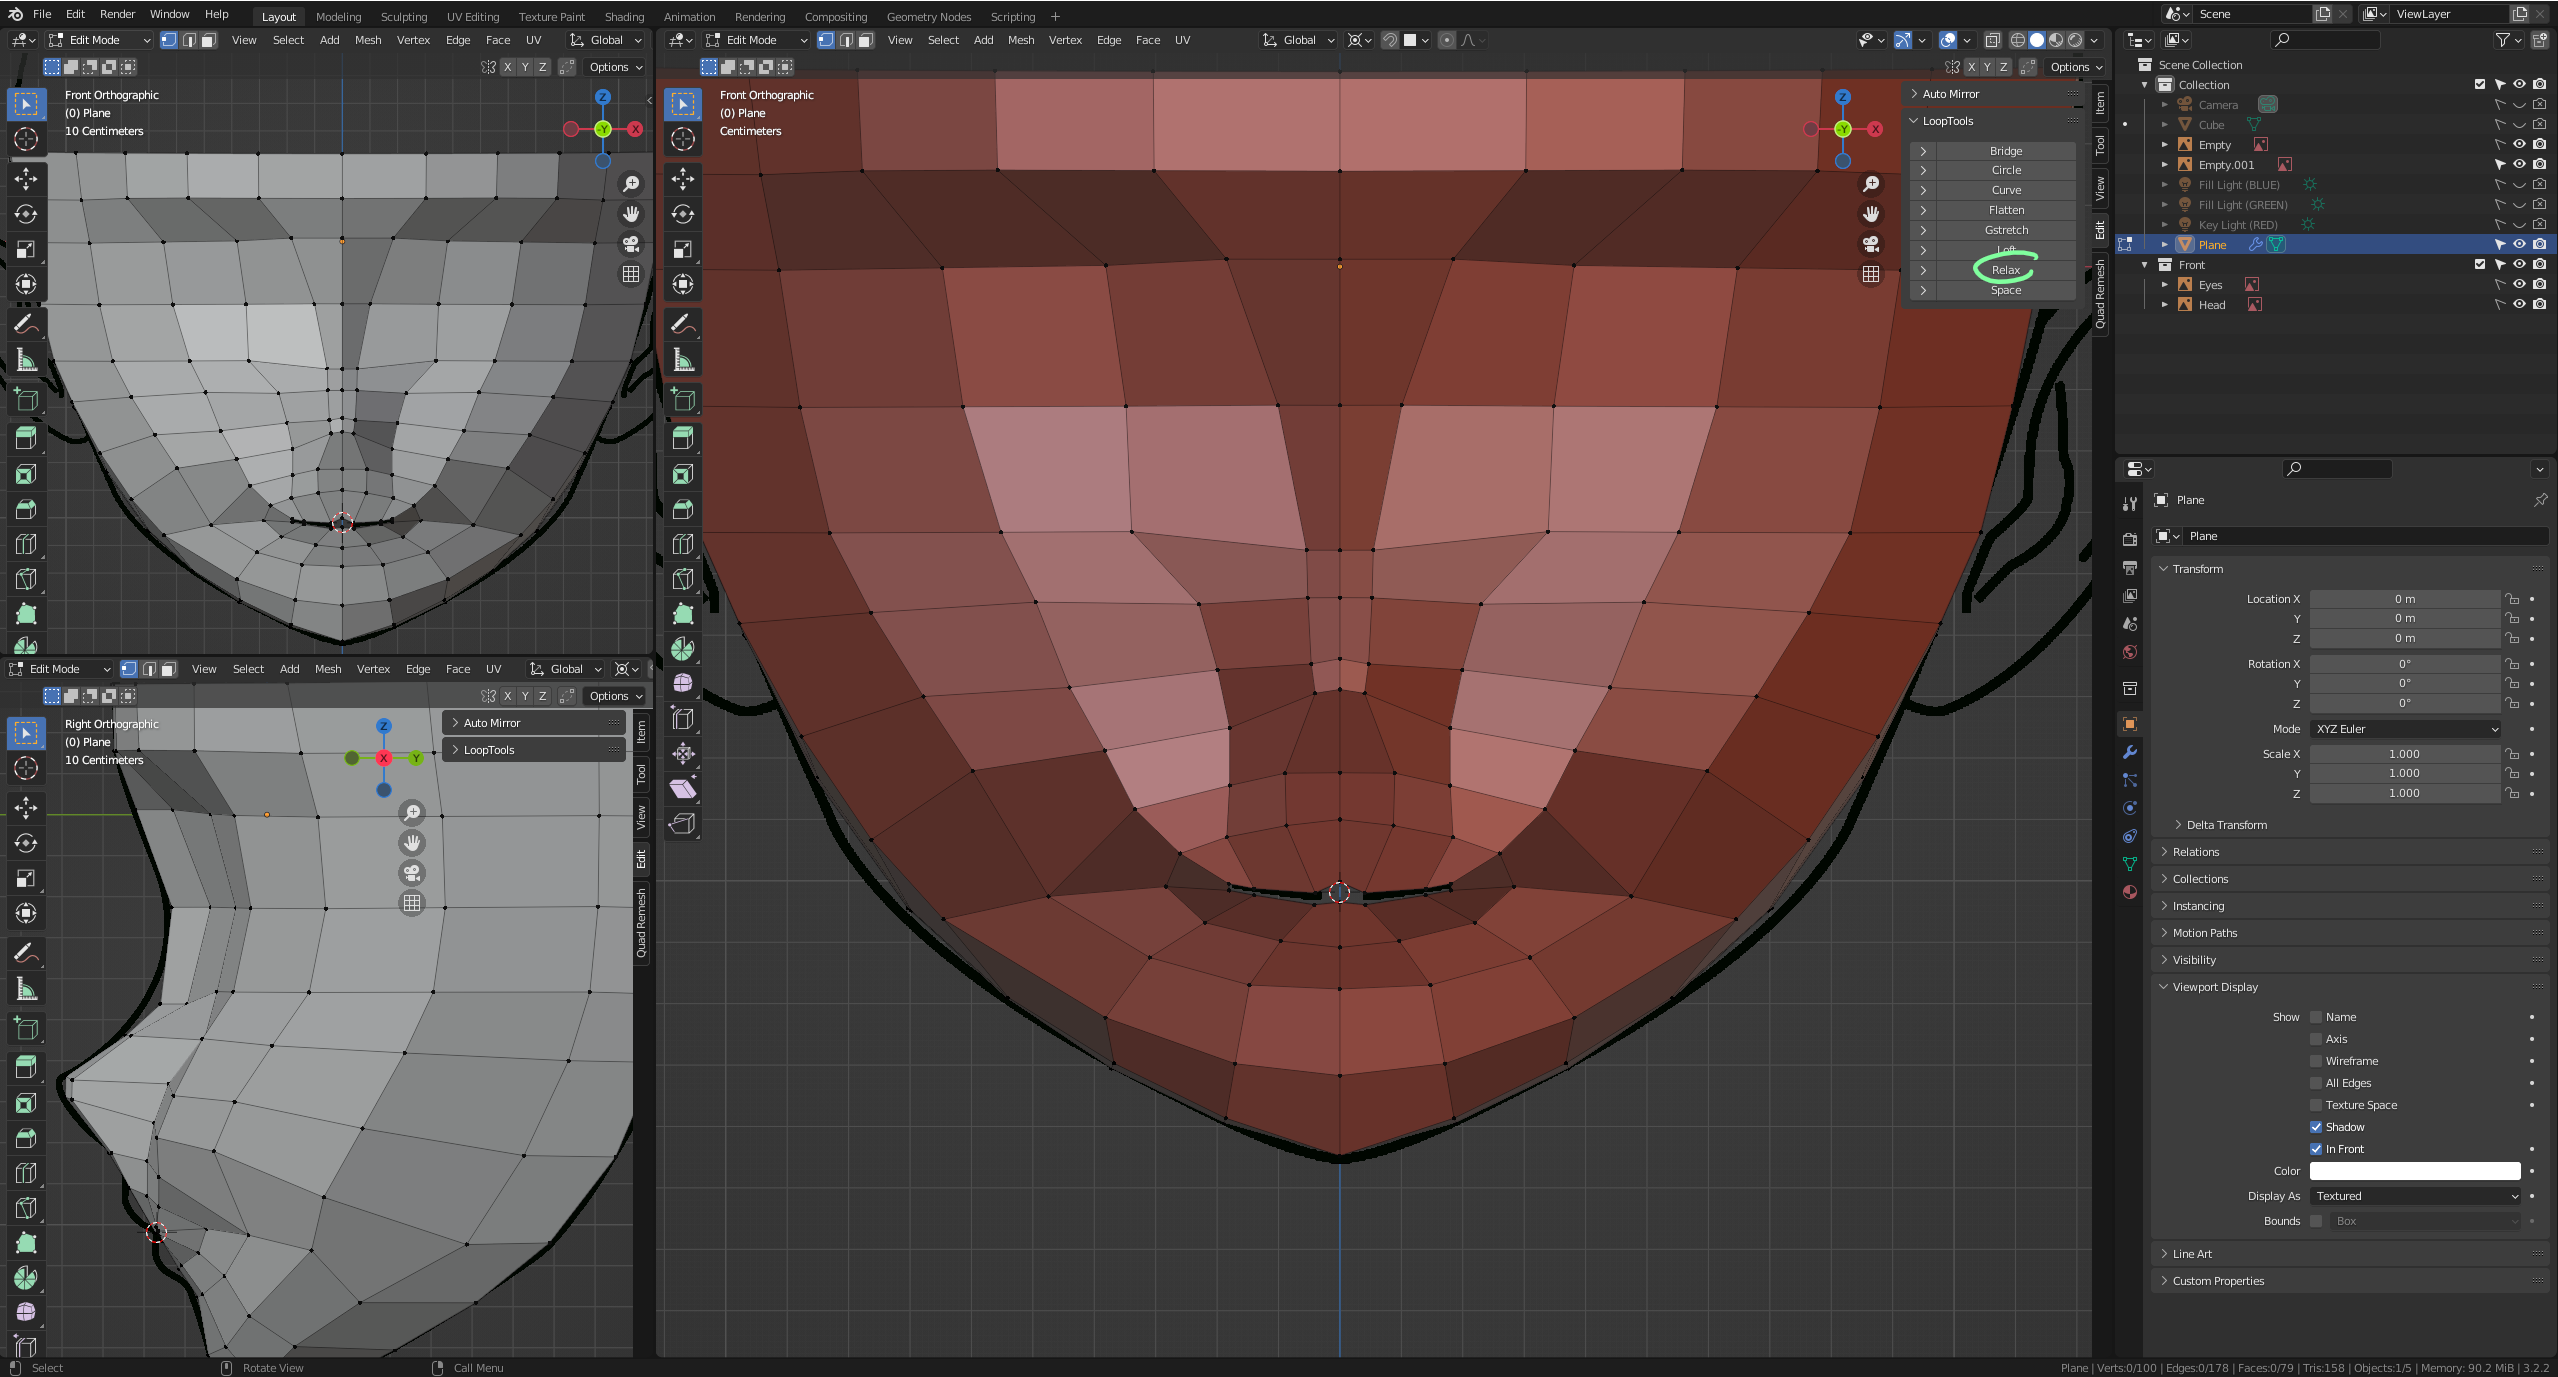 File Edit Render Window Help Layout Modeling Sculpting UV Editing Texture Paint Shading Animation Rendering Compositing Geometry Nodes Scripting + Scene ViewLayer
Edit Mode View Select Add Mesh Vertex Edge Face UV Global
X Y Z Options
Front Orthographic
(0) Plane
10 Centimeters
Z
-Y
X
Edit Mode View Select Add Mesh Vertex Edge Face UV Global
X Y Z Options
Right Orthographic
(0) Plane
10 Centimeters
Z
X
Y
Auto Mirror
LoopTools
Item
Tool
View
Edit
Quad Remesh
Edit Mode View Select Add Mesh Vertex Edge Face UV Global
X Y Z Options
Front Orthographic
(0) Plane
Centimeters
Z
-Y
X
Auto Mirror
LoopTools
Bridge
Circle
Curve
Flatten
Gstretch
Loft
Relax
Space
Item
Tool
View
Edit
Quad Remesh
Scene Collection
Collection
Camera
Cube
Empty
Empty.001
Fill Light (BLUE)
Fill Light (GREEN)
Key Light (RED)
Plane
Front
Eyes
Head
Plane
Plane
Transform
Location X 0 m
Y 0 m
Z 0 m
Rotation X 0°
Y 0°
Z 0°
Mode XYZ Euler
Scale X 1.000
Y 1.000
Z 1.000
Delta Transform
Relations
Collections
Instancing
Motion Paths
Visibility
Viewport Display
Show Name
Axis
Wireframe
All Edges
Texture Space
Shadow
In Front
Color
Display As Textured
Bounds Box
Line Art
Custom Properties
Select Rotate View Call Menu Plane | Verts:0/100 | Edges:0/178 | Faces:0/79 | Tris:158 | Objects:1/5 | Memory: 90.2 MiB | 3.2.2